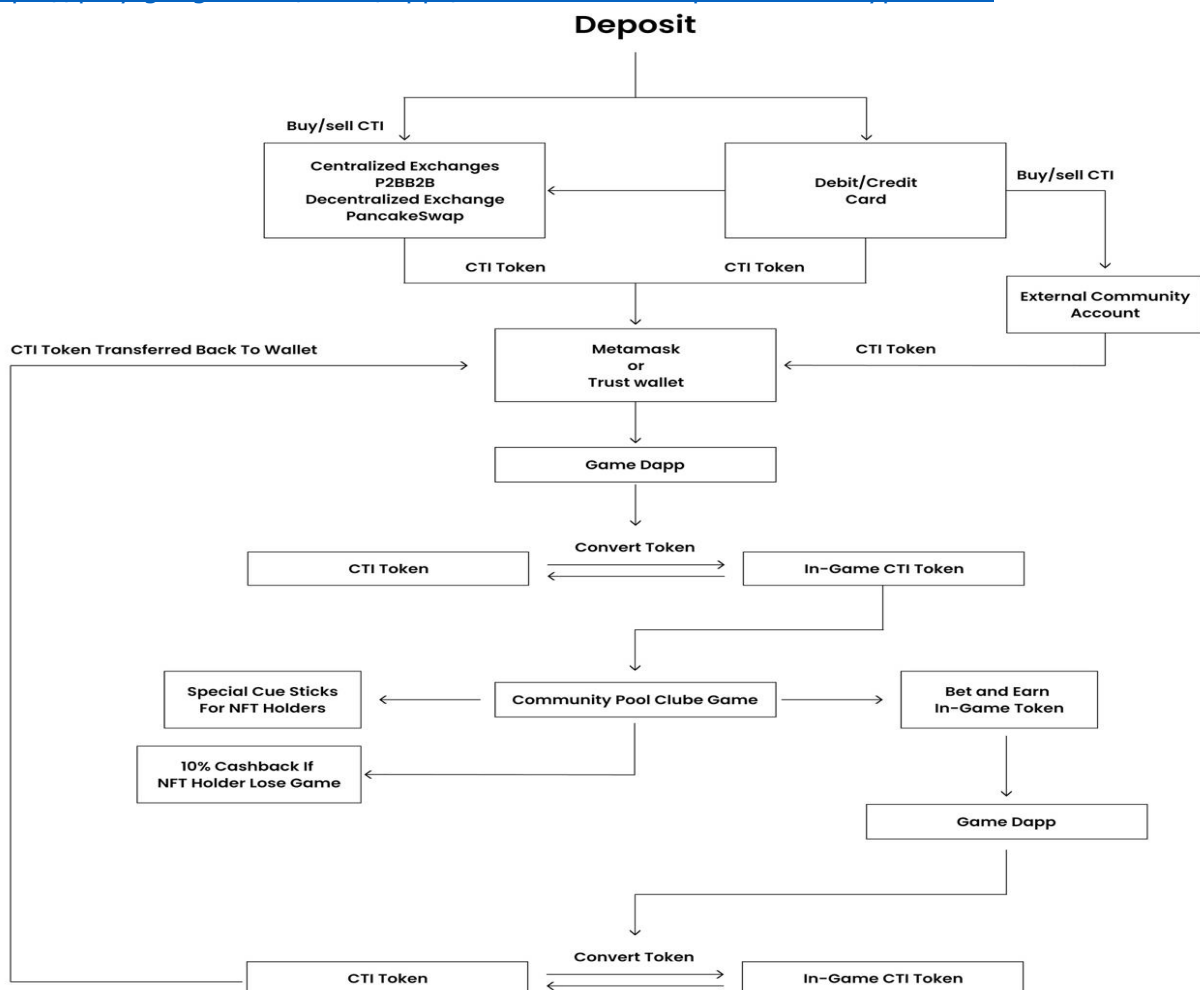 Deposit
Buy/sell CTI
Centralized Exchanges
P2BB2B
Decentralized Exchange
PancakeSwap
Debit/Credit
Card
Buy/sell CTI
CTI Token
CTI Token
External Community
Account
CTI Token Transferred Back To Wallet
Metamask
or
Trust wallet
CTI Token
Game Dapp
Convert Token
CTI Token
In-Game CTI Token
Special Cue Sticks
For NFT Holders
Community Pool Clube Game
Bet and Earn
In-Game Token
10% Cashback If
NFT Holder Lose Game
Game Dapp
Convert Token
CTI Token
In-Game CTI Token